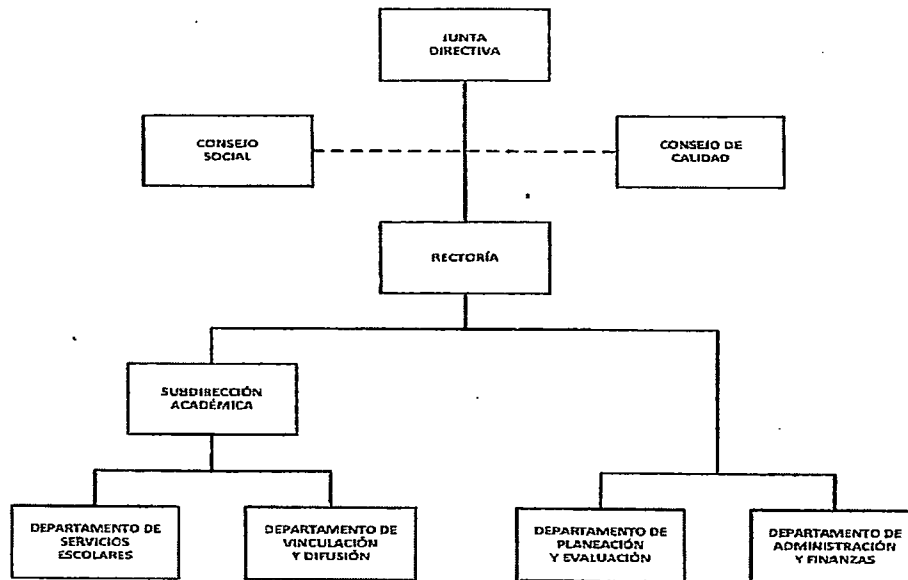 JUNTA
DIRECTIVA
CONSEJO
SOCIAL
CONSEJO DE
CALIDAD
RECTORÍA
SUBDIRECCIÓN
ACADÉMICA
DEPARTAMENTO DE
SERVICIOS
ESCOLARES
DEPARTAMENTO DE
VINCULACIÓN
Y DIFUSIÓN
DEPARTAMENTO DE
PLANEACIÓN
Y EVALUACIÓN
DEPARTAMENTO DE
ADMINISTRACIÓN
Y FINANZAS